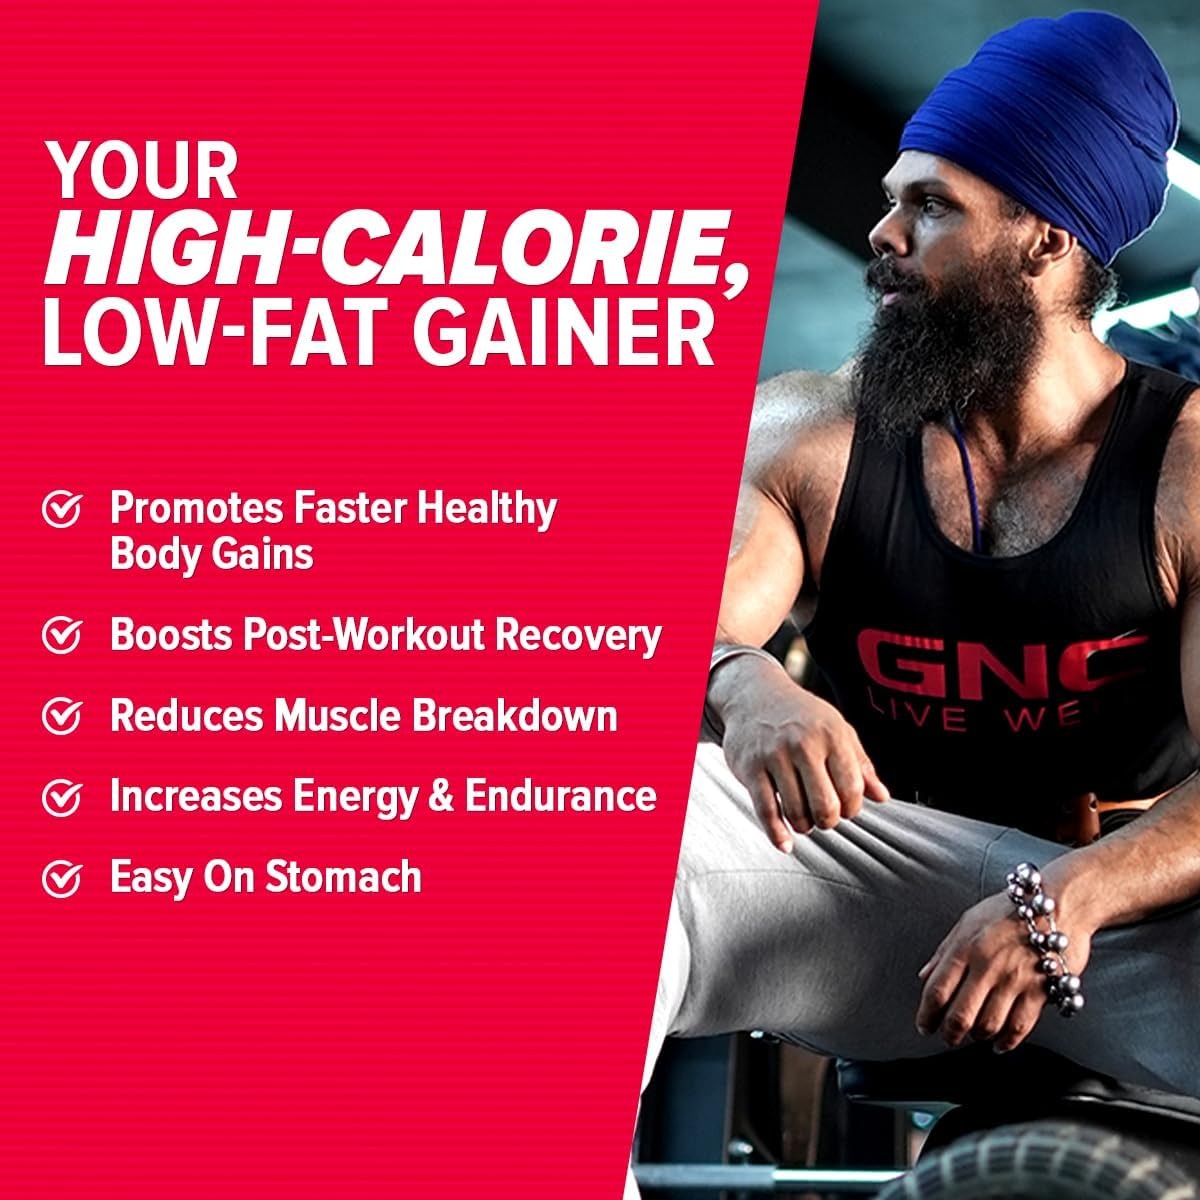 YOUR
HIGH-CALORIE,
LOW-FAT GAINER
Promotes Faster Healthy
Body Gains
Boosts Post-Workout Recovery
Reduces Muscle Breakdown
Increases Energy & Endurance
Easy On Stomach
GNC
LIVE WE